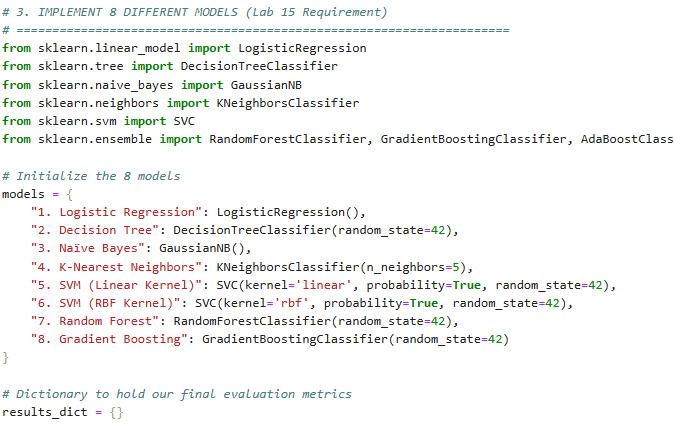 # 3. IMPLEMENT 8 DIFFERENT MODELS (Lab 15 Requirement)
# =====================================================================
from sklearn.linear_model import LogisticRegression
from sklearn.tree import DecisionTreeClassifier
from sklearn.naive_bayes import GaussianNB
from sklearn.neighbors import KNeighborsClassifier
from sklearn.svm import SVC
from sklearn.ensemble import RandomForestClassifier, GradientBoostingClassifier, AdaBoostClass
# Initialize the 8 models
models = {
    "1. Logistic Regression": LogisticRegression(),
    "2. Decision Tree": DecisionTreeClassifier(random_state=42),
    "3. Naïve Bayes": GaussianNB(),
    "4. K-Nearest Neighbors": KNeighborsClassifier(n_neighbors=5),
    "5. SVM (Linear Kernel)": SVC(kernel='linear', probability=True, random_state=42),
    "6. SVM (RBF Kernel)": SVC(kernel='rbf', probability=True, random_state=42),
    "7. Random Forest": RandomForestClassifier(random_state=42),
    "8. Gradient Boosting": GradientBoostingClassifier(random_state=42)
}
# Dictionary to hold our final evaluation metrics
results_dict = {}